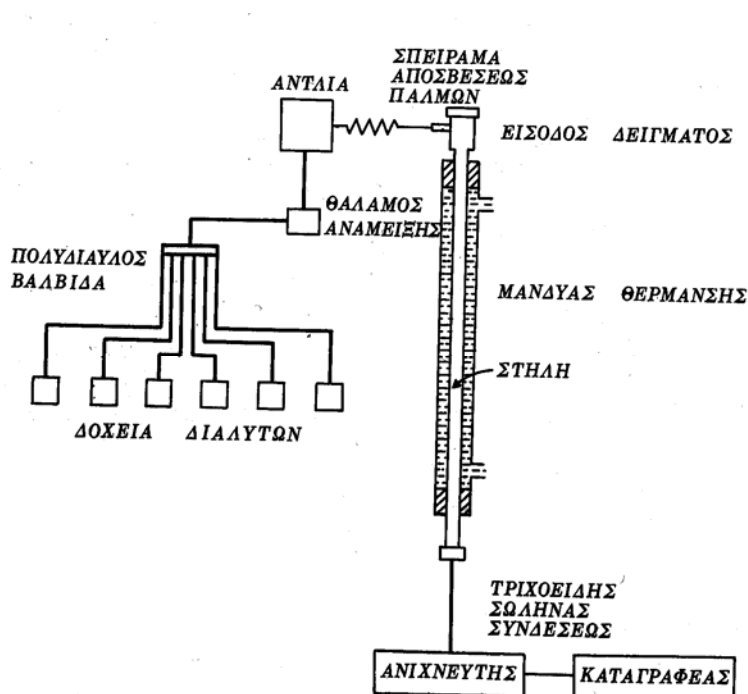 ΣΠΕΙΡΑΜΑ
ΑΠΟΣΒΕΣΕΩΣ
ΠΑΛΜΩΝ
ΑΝΤΛΙΑ
ΕΙΣΟΔΟΣ ΔΕΙΓΜΑΤΟΣ
ΘΑΛΑΜΟΣ
ΑΝΑΜΕΙΞΗΣ
ΠΟΛΥΔΙΑΥΛΟΣ
ΒΑΛΒΙΔΑ
ΜΑΝΔΥΑΣ ΘΕΡΜΑΝΣΗΣ
ΣΤΗΛΗ
ΔΟΧΕΙΑ ΔΙΑΛΥΤΩΝ
ΤΡΙΧΟΕΙΔΗΣ
ΣΩΛΗΝΑΣ
ΣΥΝΔΕΣΕΩΣ
ΑΝΙΧΝΕΥΤΗΣ
ΚΑΤΑΓΡΑΦΕΑΣ